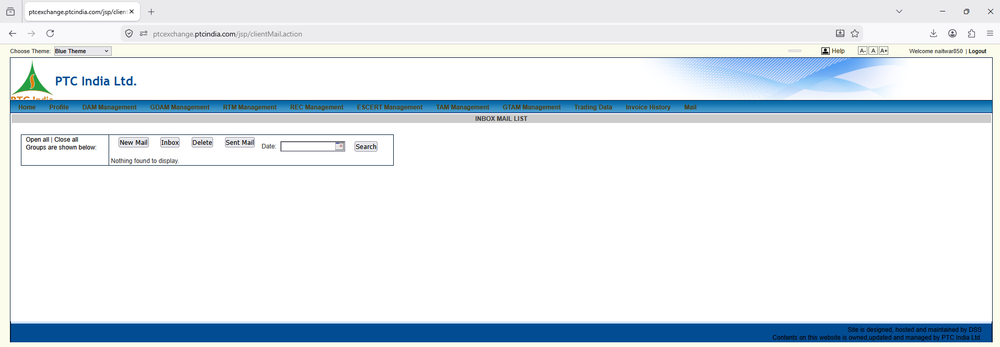 ptcexchange.ptcindia.com/jsp/client
ptcexchange.ptcindia.com/jsp/clientMail.action
Choose Theme: Blue Theme Help A- A A+ Welcome naitwar850 | Logout
PTC India Ltd.
PTC India
Home Profile DAM Management GDAM Management RTM Management REC Management ESCERT Management TAM Management GTAM Management Trading Data Invoice History Mail
INBOX MAIL LIST
Open all | Close all
Groups are shown below:
New Mail Inbox Delete Sent Mail Date: Search
Nothing found to display.
Site is designed, hosted and maintained by DSS
Contents on this website is owned,updated and managed by PTC India Ltd.